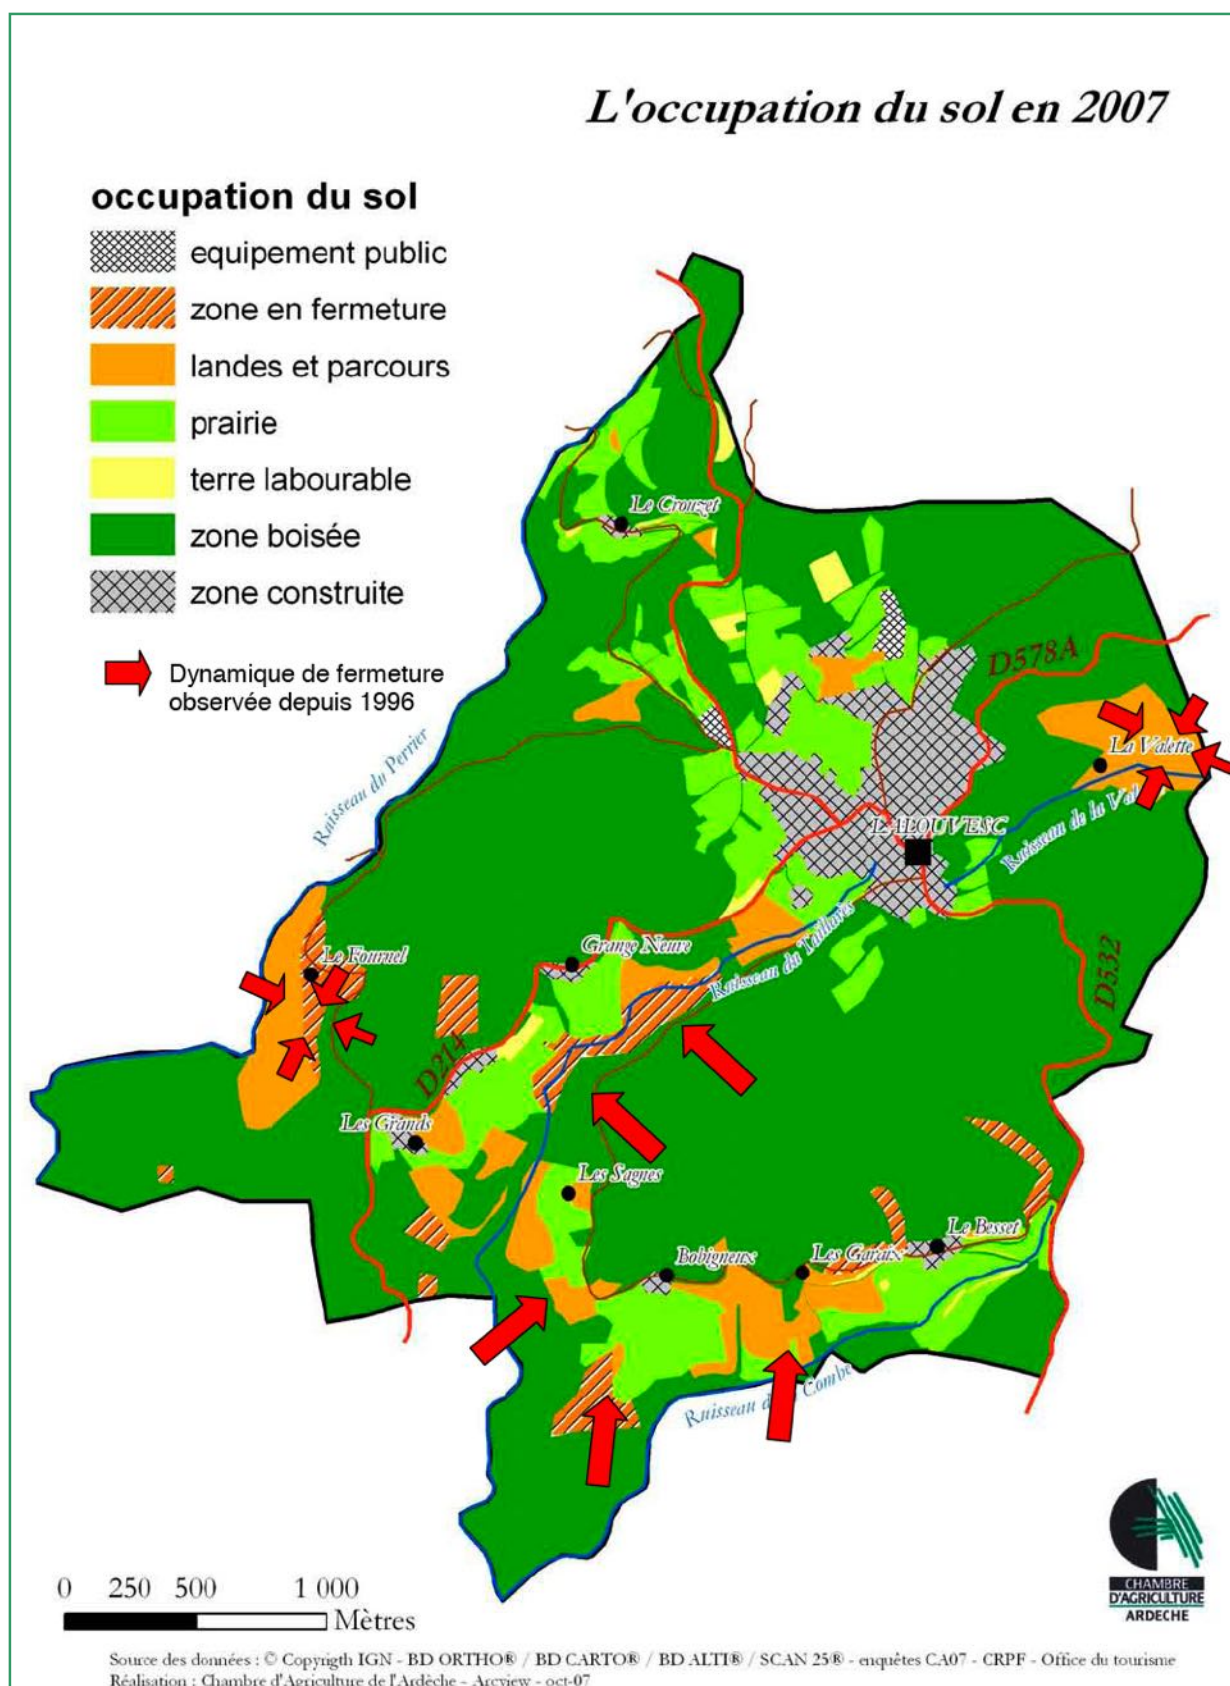 L'occupation du sol en 2007
occupation du sol
equipement public
zone en fermeture
landes et parcours
prairie
terre labourable
zone boisée
zone construite
Dynamique de fermeture
observée depuis 1996
Le Crouzet
D578A
La Valette
Ruisseau du Perrier
Ruisseau de la Val
LALOUVESC
Le Fournel
Grange Neuve
Ruisseau du Taillarès
D532
D214
Les Grands
Les Sagnes
Le Besset
Bobigneux
Les Garaix
Ruisseau d Combe
0 250 500 1 000
Mètres
CHAMBRE
D'AGRICULTURE
ARDECHE
Source des données : © Copyrigth IGN - BD ORTHO® / BD CARTO® / BD ALTI® / SCAN 25® - enquêtes CA07 - CRPF - Office du tourisme
Réalisation : Chambre d'Agriculture de l'Ardèche - Arcview - oct-07